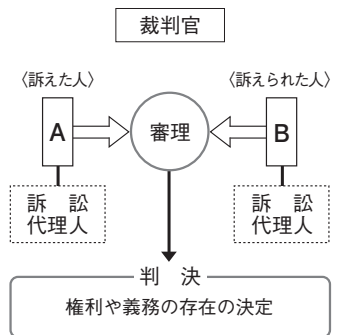 裁判官
〈訴えた人〉
〈訴えられた人〉
A
審理
B
訴 訟
代理人
訴 訟
代理人
判 決
権利や義務の存在の決定